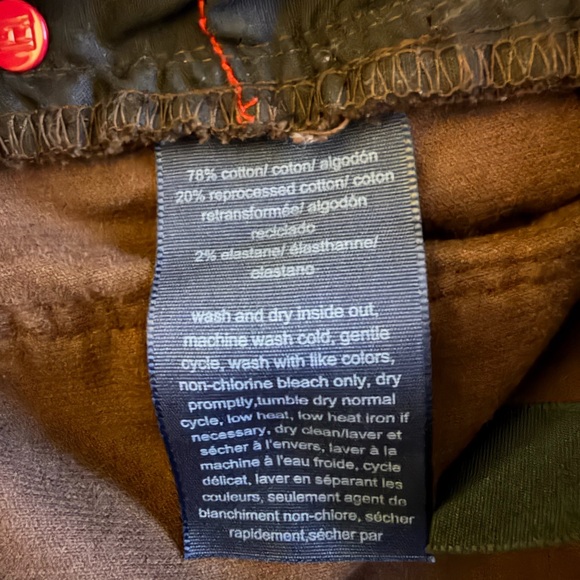 78% cotton/ coton/ algodón
20% reprocessed cotton/ coton
retransformée/ algodón
reciclado
2% elastane/ élasthanne/
elastano
wash and dry inside out,
machine wash cold, gentle
cycle, wash with like colors,
non-chlorine bleach only, dry
promptly,tumble dry normal
cycle, low heat, low heat iron if
necessary, dry clean/laver et
sécher à l'envers, laver à la
machine à l'eau froide, cycle
délicat, laver en séparant les
couleurs, seulement agent de
blanchiment non-chlore, sécher
rapidement,sécher par